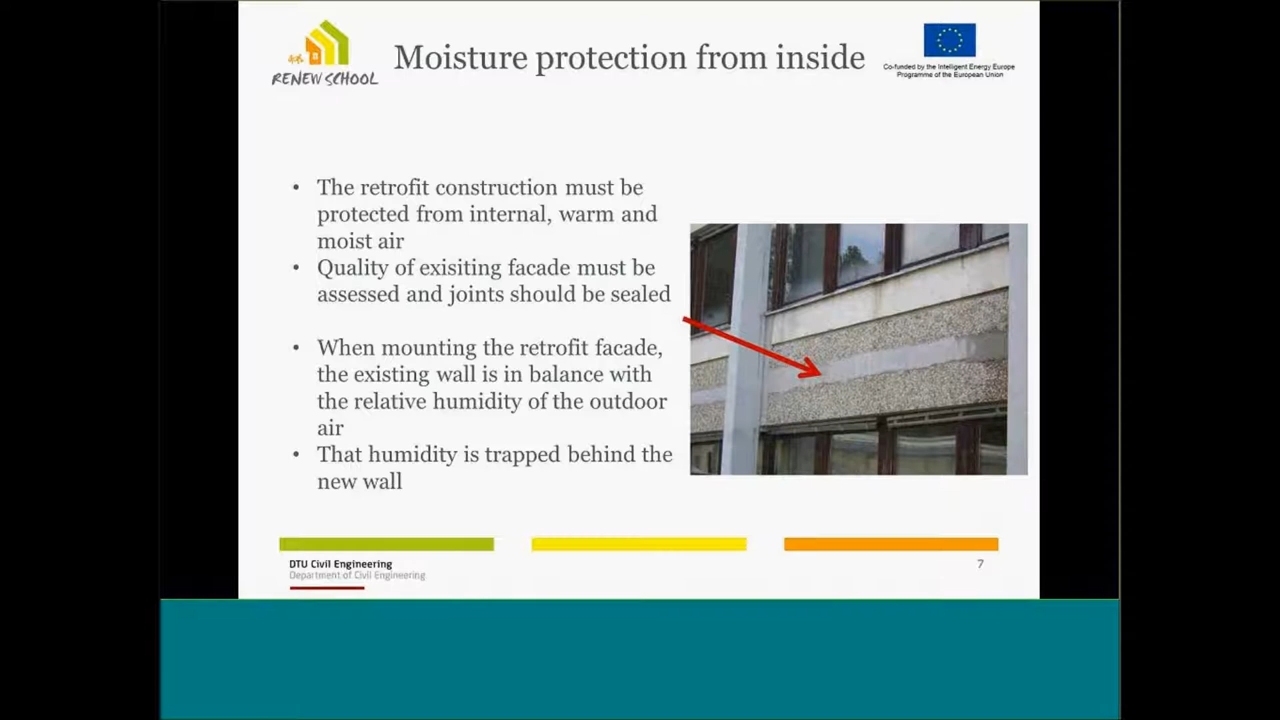 RENEW SCHOOL
Moisture protection from inside
Co-funded by the Intelligent Energy Europe
Programme of the European Union
• The retrofit construction must be
protected from internal, warm and
moist air
• Quality of exisiting facade must be
assessed and joints should be sealed
• When mounting the retrofit facade,
the existing wall is in balance with
the relative humidity of the outdoor
air
• That humidity is trapped behind the
new wall
DTU Civil Engineering
Department of Civil Engineering
7